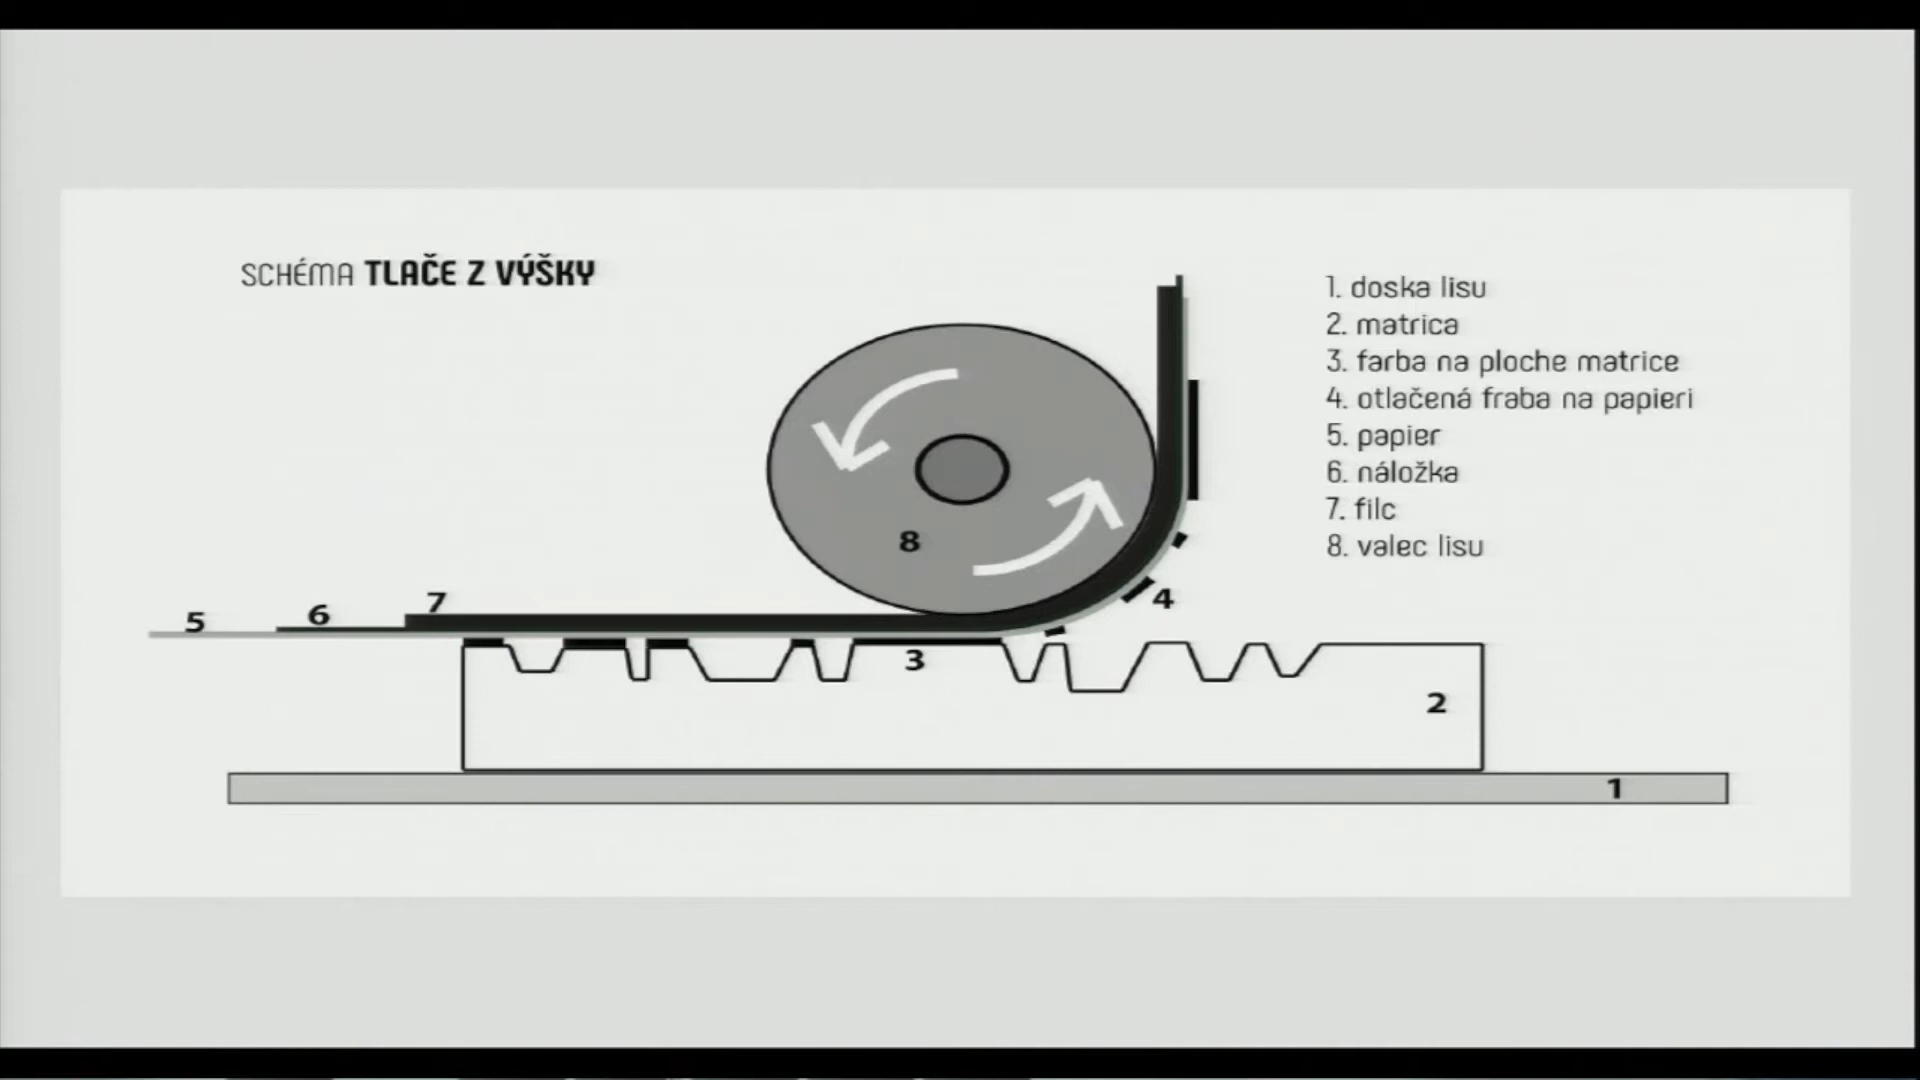 SCHÉMA TLAČE Z VÝŠKY
1. doska lisu
2. matrica
3. farba na ploche matrice
4. otlačená fraba na papieri
5. papier
6. náložka
7. filc
8. valec lisu
8
7
6
5
4
3
2
1